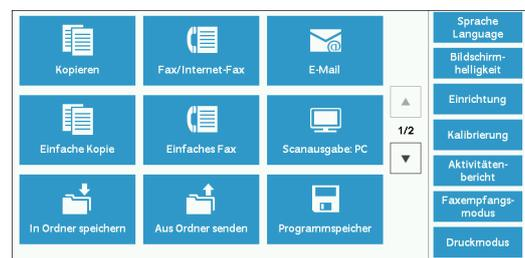 Kopieren
Fax/Internet-Fax
E-Mail
Einfache Kopie
Einfaches Fax
Scanausgabe: PC
In Ordner speichern
Aus Ordner senden
Programmspeicher
1/2
Sprache
Language
Bildschirm-
helligkeit
Einrichtung
Kalibrierung
Aktivitäten-
bericht
Faxempfangs-
modus
Druckmodus